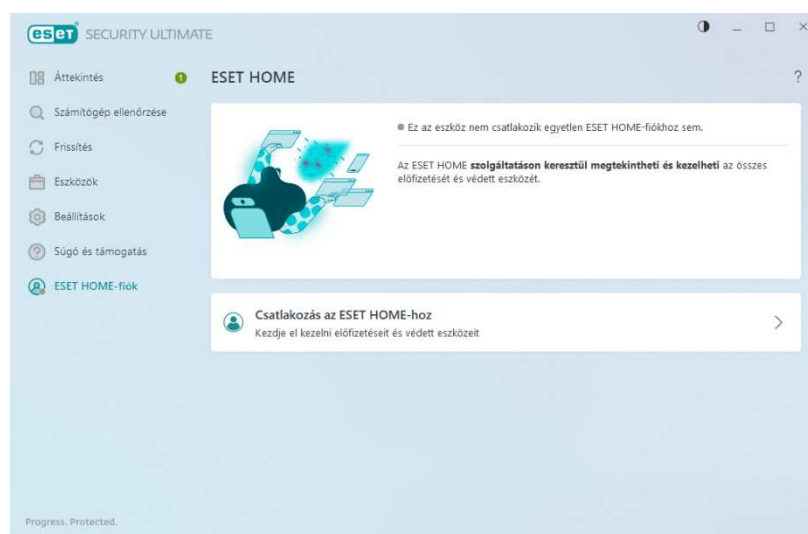 eset SECURITY ULTIMATE
Áttekintés 1
Számítógép ellenőrzése
Frissítés
Eszközök
Beállítások
Súgó és támogatás
ESET HOME-fiók
ESET HOME
?
Ez az eszköz nem csatlakozik egyetlen ESET HOME-fiókhoz sem.
Az ESET HOME szolgáltatáson keresztül megtekintheti és kezelheti az összes
előfizetését és védett eszközét.
Csatlakozás az ESET HOME-hoz
Kezdje el kezelni előfizetéseit és védett eszközeit
Progress. Protected.